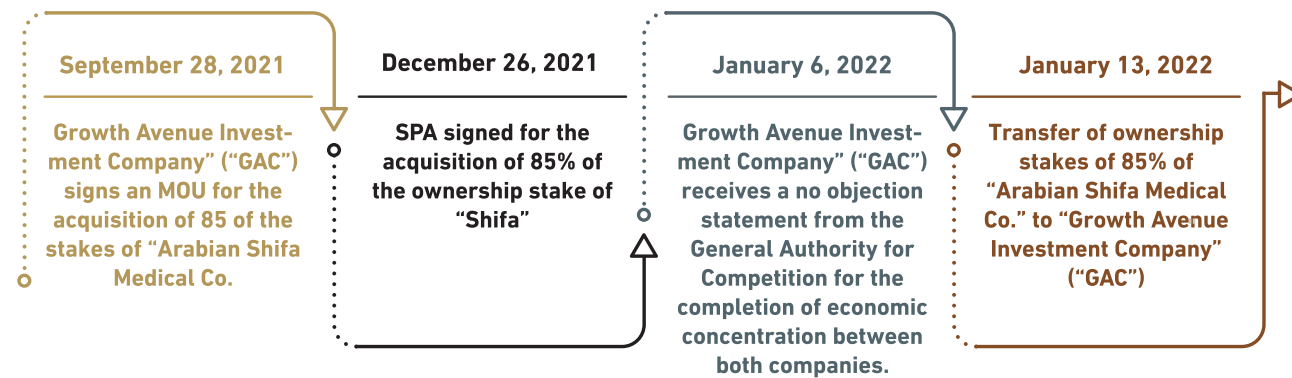 September 28, 2021
Growth Avenue Invest-
ment Company” (“GAC”)
signs an MOU for the
acquisition of 85 of the
stakes of “Arabian Shifa
Medical Co.
December 26, 2021
SPA signed for the
acquisition of 85% of
the ownership stake of
“Shifa”
January 6, 2022
Growth Avenue Invest-
ment Company” (“GAC”)
receives a no objection
statement from the
General Authority for
Competition for the
completion of economic
concentration between
both companies.
January 13, 2022
Transfer of ownership
stakes of 85% of
“Arabian Shifa Medical
Co.” to “Growth Avenue
Investment Company”
(“GAC”)